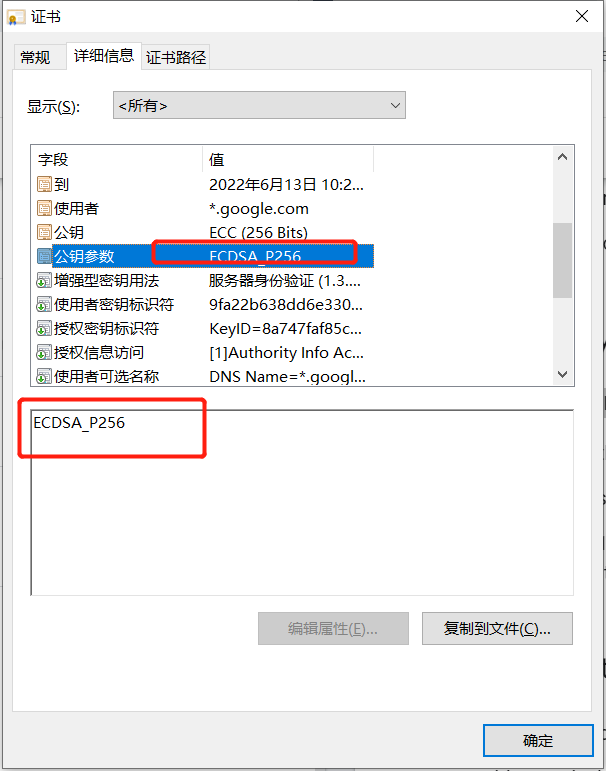 证书
常规 详细信息 证书路径
显示(S): <所有>
字段 值
到 2022年6月13日 10:2...
使用者 *.google.com
公钥 ECC (256 Bits)
公钥参数 ECDSA_P256
增强型密钥用法 服务器身份验证 (1.3....
使用者密钥标识符 9fa22b638dd6e330...
授权密钥标识符 KeyID=8a747faf85c...
授权信息访问 [1]Authority Info Ac...
使用者可选名称 DNS Name=*.googl...
ECDSA_P256
编辑属性(E)... 复制到文件(C)...
确定